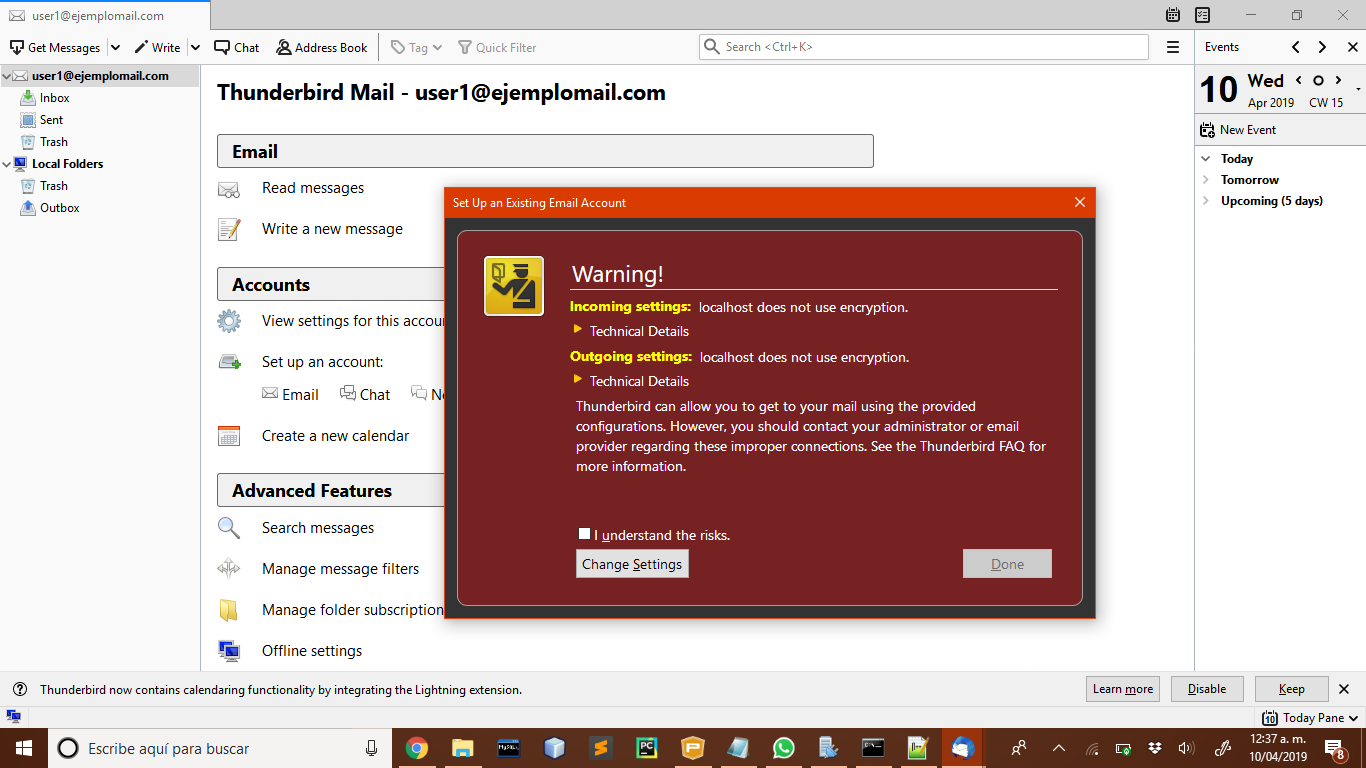 user1@ejemplomail.com
Get Messages Write Chat Address Book Tag Quick Filter Search <Ctrl+K> Events
user1@ejemplomail.com
Inbox
Sent
Trash
Local Folders
Trash
Outbox
Thunderbird Mail - user1@ejemplomail.com
Email
Read messages
Write a new message
Accounts
View settings for this accou
Set up an account:
Email Chat Ne
Create a new calendar
Advanced Features
Search messages
Manage message filters
Manage folder subscription
Offline settings
Set Up an Existing Email Account
Warning!
Incoming settings: localhost does not use encryption.
Technical Details
Outgoing settings: localhost does not use encryption.
Technical Details
Thunderbird can allow you to get to your mail using the provided
configurations. However, you should contact your administrator or email
provider regarding these improper connections. See the Thunderbird FAQ for
more information.
I understand the risks.
Change Settings Done
10 Wed
Apr 2019 CW 15
New Event
Today
Tomorrow
Upcoming (5 days)
Thunderbird now contains calendaring functionality by integrating the Lightning extension. Learn more Disable Keep
10 Today Pane
Escribe aquí para buscar
MySQL
PC
12:37 a. m.
10/04/2019
8